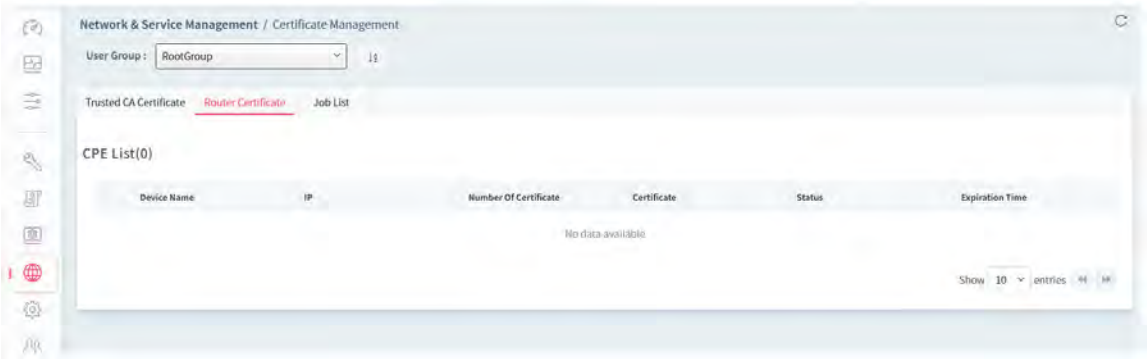 Network & Service Management / Certificate Management
User Group : RootGroup
Trusted CA Certificate Router Certificate Job List
CPE List(0)
Device Name IP Number Of Certificate Certificate Status Expiration Time
No data available
Show 10 entries